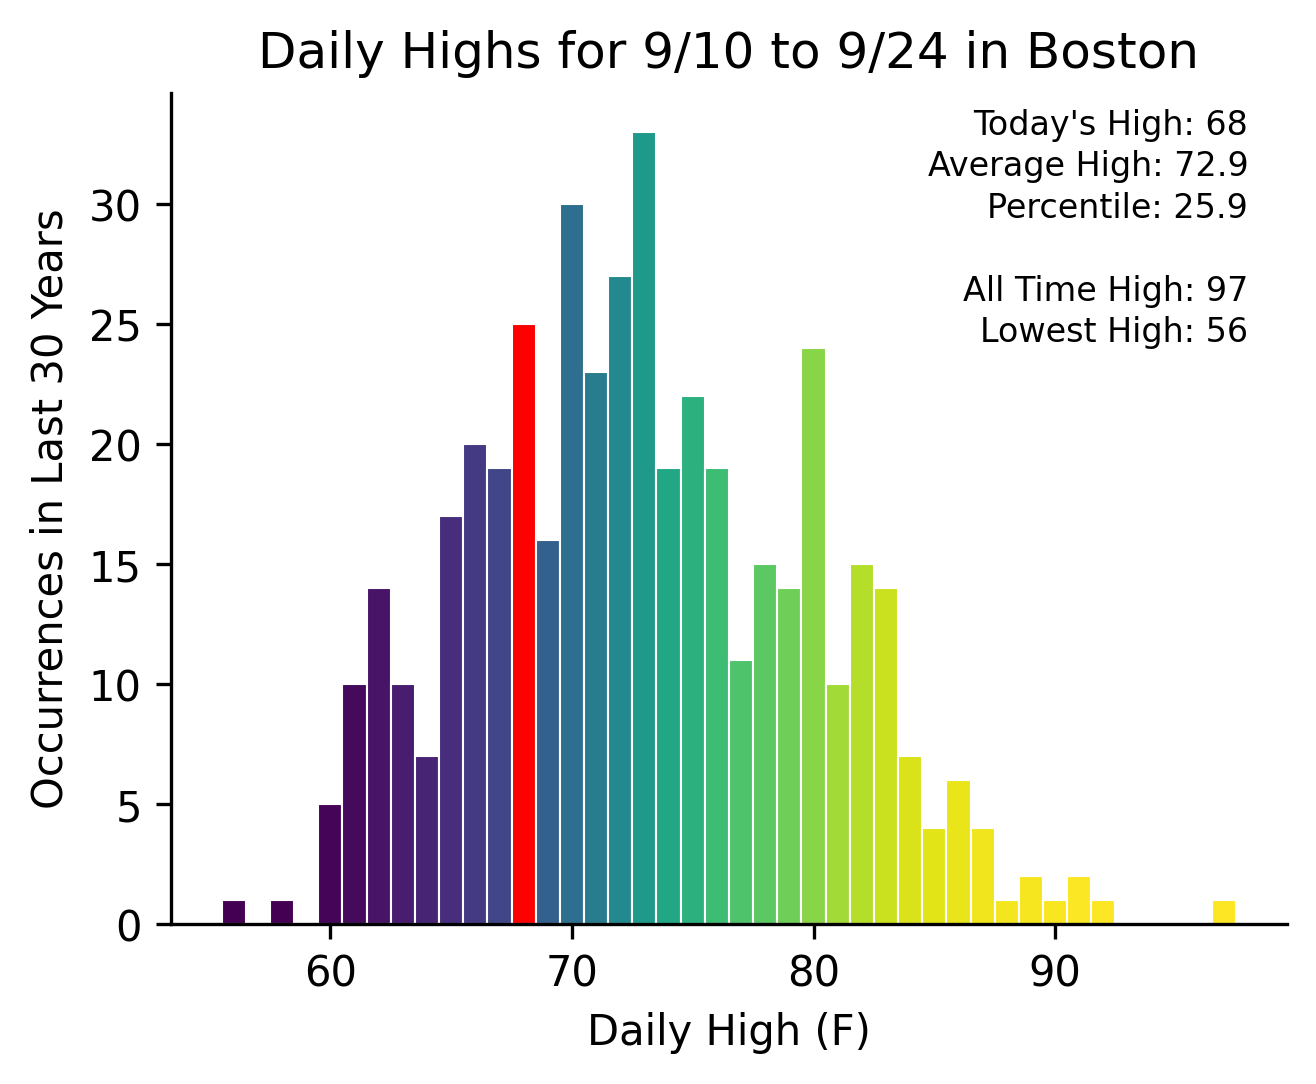 Daily Highs for 9/10 to 9/24 in Boston
Today's High: 68
Average High: 72.9
Percentile: 25.9
All Time High: 97
Lowest High: 56
Occurrences in Last 30 Years
30
25
20
15
10
5
0
60 70 80 90
Daily High (F)